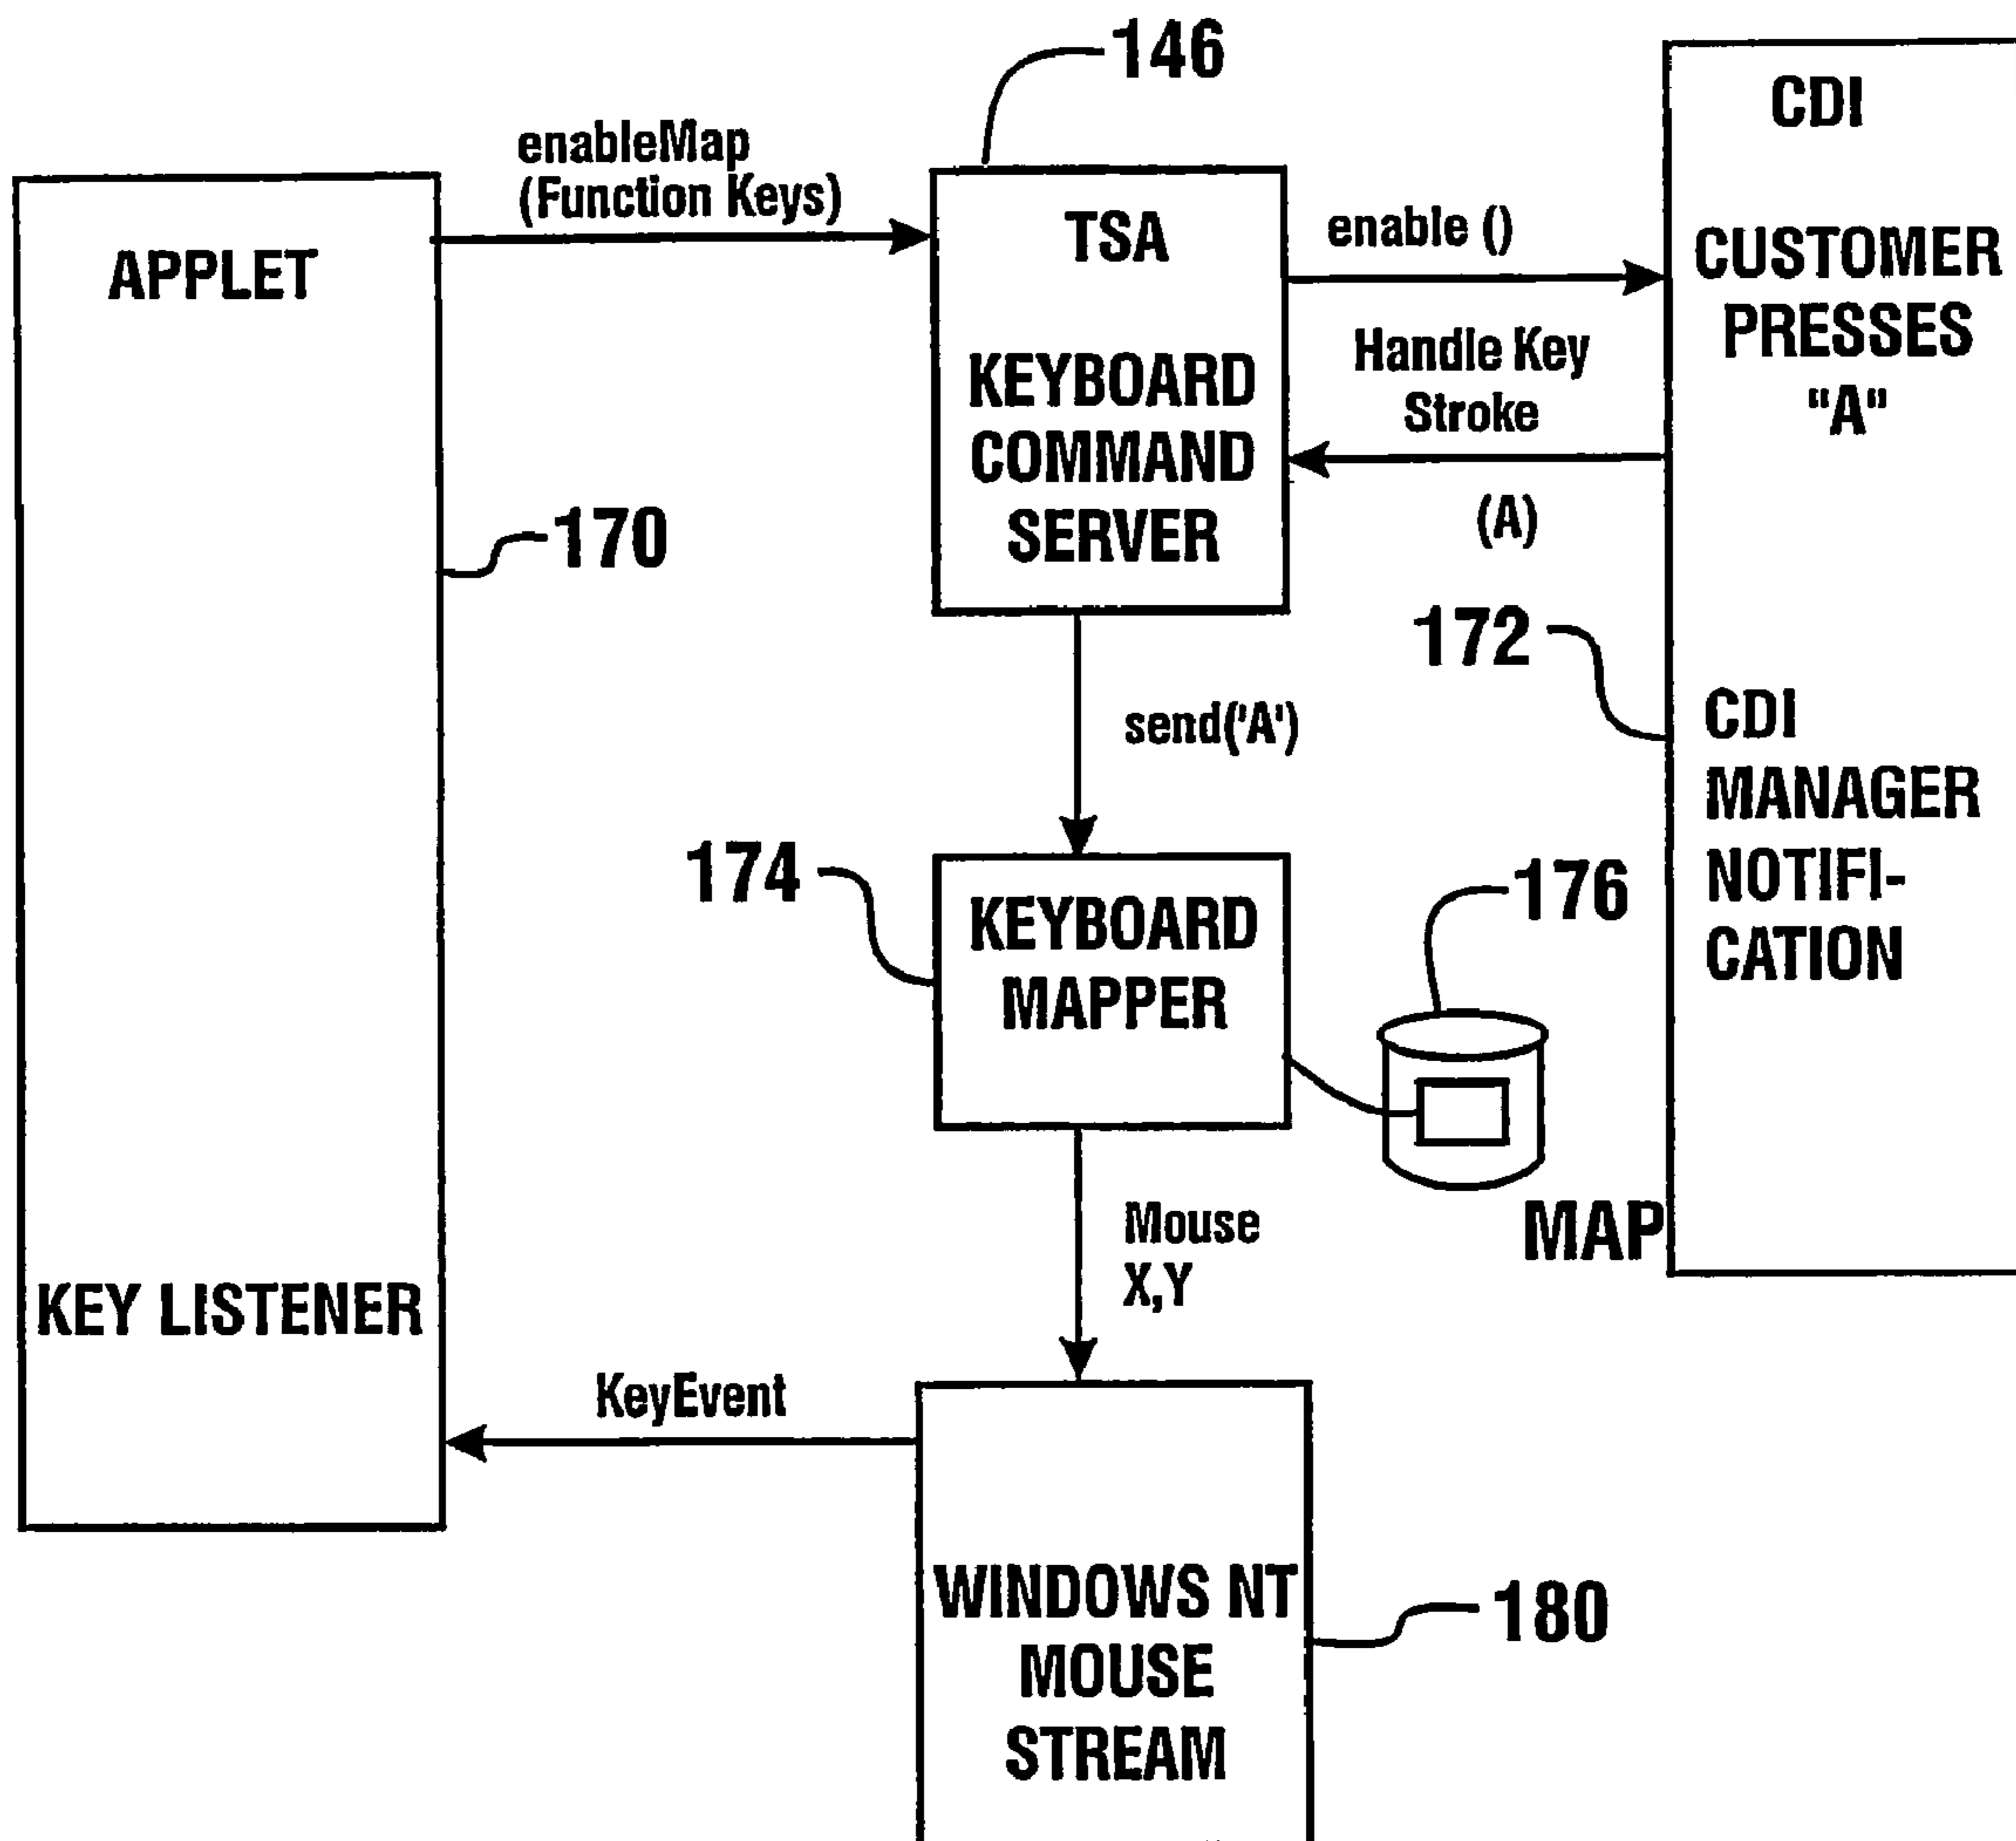 146
CDI
enableMap
(Function Keys)
APPLET
TSA
enable ()
CUSTOMER
PRESSES
"A"
KEYBOARD
COMMAND
SERVER
Handle Key
Stroke
(A)
170
172
send('A')
CDI
MANAGER
NOTIFI-
CATION
174
KEYBOARD
MAPPER
176
MAP
Mouse
X,Y
KEY LISTENER
KeyEvent
WINDOWS NT
MOUSE
STREAM
180